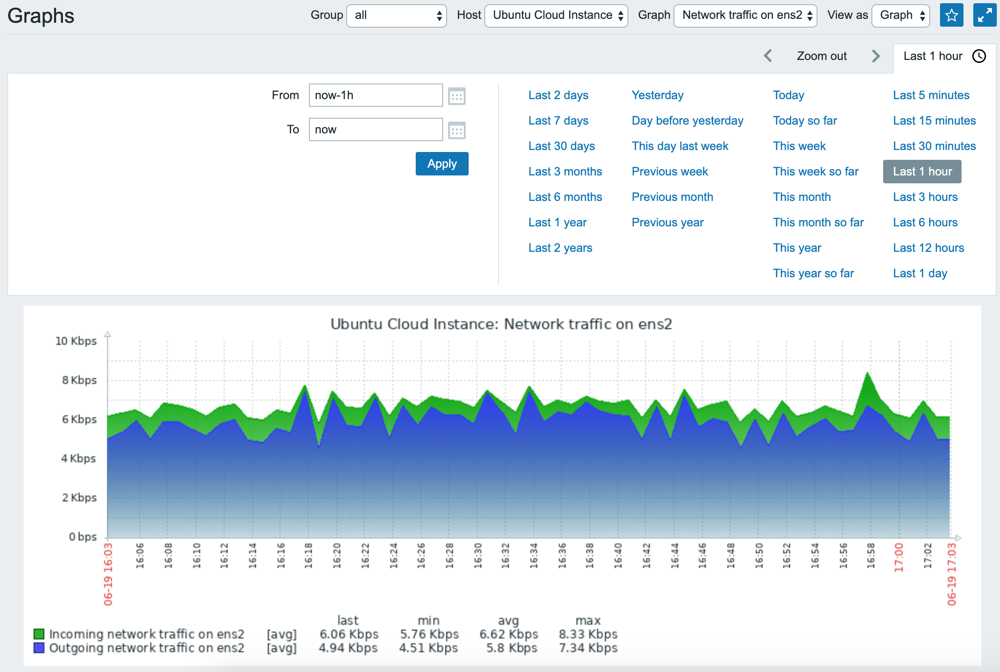 Graphs Group all Host Ubuntu Cloud Instance Graph Network traffic on ens2 View as Graph
Zoom out Last 1 hour
From now-1h
To now
Apply
Last 2 days Yesterday Today Last 5 minutes
Last 7 days Day before yesterday Today so far Last 15 minutes
Last 30 days This day last week This week Last 30 minutes
Last 3 months Previous week This week so far Last 1 hour
Last 6 months Previous month This month Last 3 hours
Last 1 year Previous year This month so far Last 6 hours
Last 2 years This year Last 12 hours
This year so far Last 1 day
Ubuntu Cloud Instance: Network traffic on ens2
10 Kbps
8 Kbps
6 Kbps
4 Kbps
2 Kbps
0 bps
06-19 16:03 16:06 16:08 16:10 16:12 16:14 16:16 16:18 16:20 16:22 16:24 16:26 16:28 16:30 16:32 16:34 16:36 16:38 16:40 16:42 16:44 16:46 16:48 16:50 16:52 16:54 16:56 16:58 17:00 17:02 06-19 17:03
last min avg max
Incoming network traffic on ens2 [avg] 6.06 Kbps 5.76 Kbps 6.62 Kbps 8.33 Kbps
Outgoing network traffic on ens2 [avg] 4.94 Kbps 4.51 Kbps 5.8 Kbps 7.34 Kbps